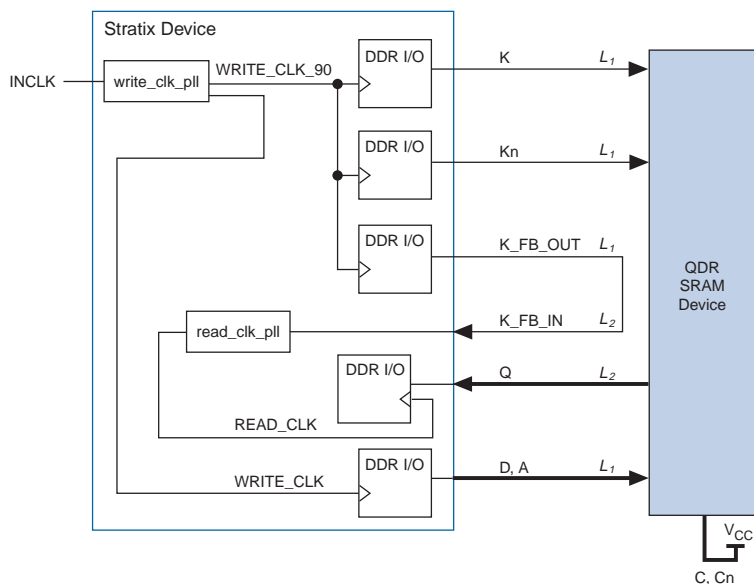 Stratix Device
DDR I/O
K
L1
INCLK
write_clk_pll
WRITE_CLK_90
DDR I/O
Kn
L1
DDR I/O
K_FB_OUT
L1
QDR
SRAM
Device
read_clk_pll
K_FB_IN
L2
DDR I/O
Q
L2
READ_CLK
DDR I/O
D, A
L1
WRITE_CLK
VCC
C, Cn